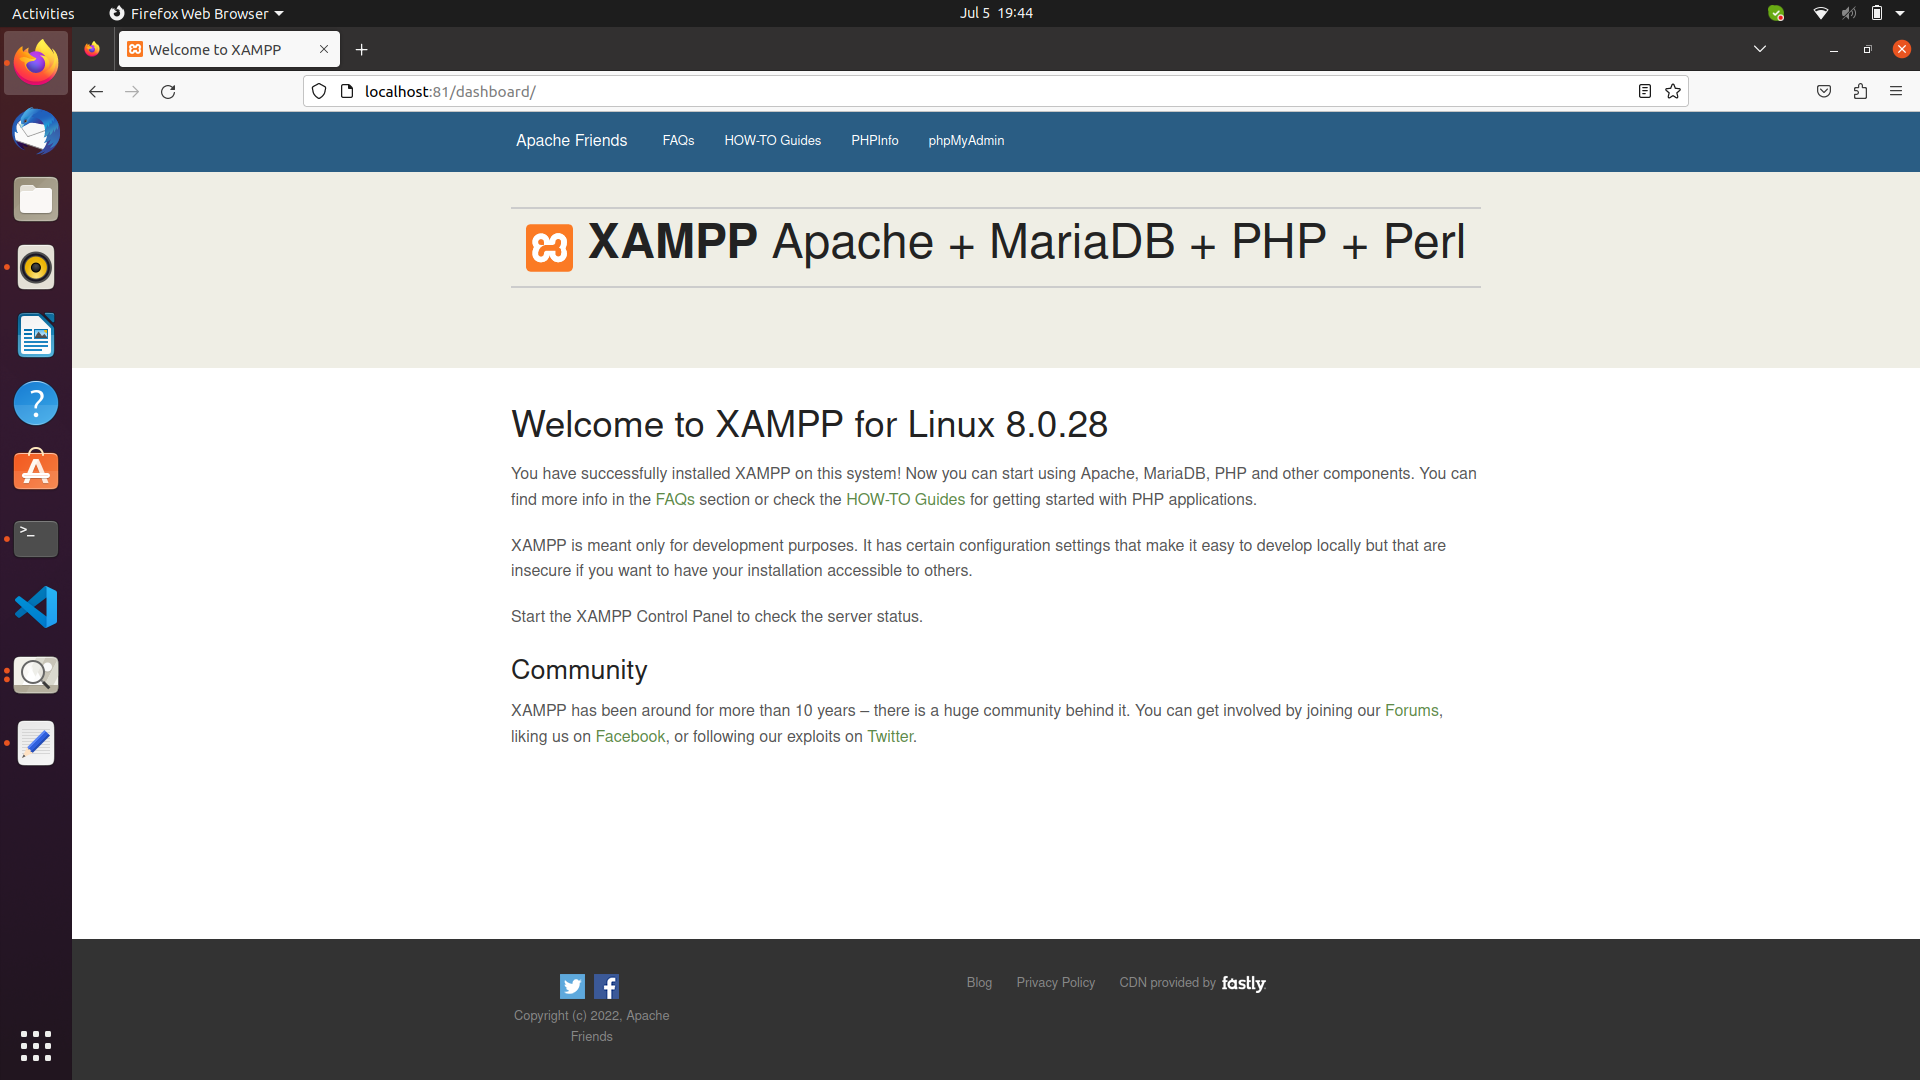 Activities Firefox Web Browser Jul 5 19:44
Welcome to XAMPP
localhost:81/dashboard/
Apache Friends FAQs HOW-TO Guides PHPInfo phpMyAdmin
XAMPP Apache + MariaDB + PHP + Perl
Welcome to XAMPP for Linux 8.0.28
You have successfully installed XAMPP on this system! Now you can start using Apache, MariaDB, PHP and other components. You can
find more info in the FAQs section or check the HOW-TO Guides for getting started with PHP applications.
XAMPP is meant only for development purposes. It has certain configuration settings that make it easy to develop locally but that are
insecure if you want to have your installation accessible to others.
Start the XAMPP Control Panel to check the server status.
Community
XAMPP has been around for more than 10 years – there is a huge community behind it. You can get involved by joining our Forums,
liking us on Facebook, or following our exploits on Twitter.
Blog Privacy Policy CDN provided by fastly
Copyright (c) 2022, Apache
Friends